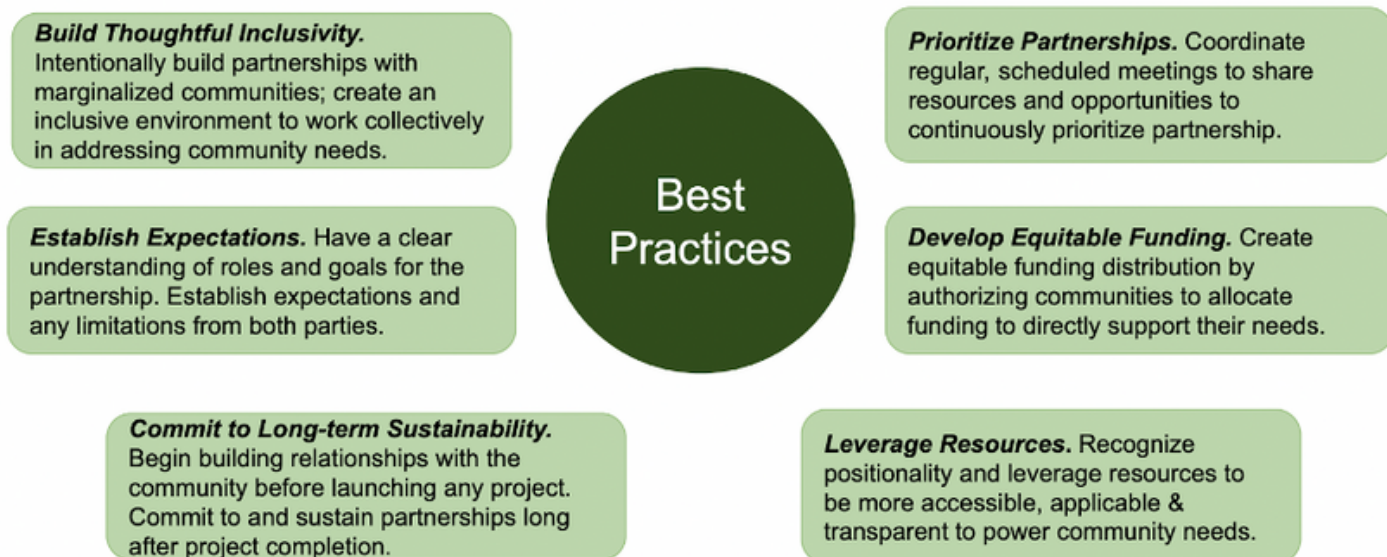 Build Thoughtful Inclusivity.
Intentionally build partnerships with
marginalized communities; create an
inclusive environment to work collectively
in addressing community needs.
Establish Expectations. Have a clear
understanding of roles and goals for the
partnership. Establish expectations and
any limitations from both parties.
Commit to Long-term Sustainability.
Begin building relationships with the
community before launching any project.
Commit to and sustain partnerships long
after project completion.
Best
Practices
Prioritize Partnerships. Coordinate
regular, scheduled meetings to share
resources and opportunities to
continuously prioritize partnership.
Develop Equitable Funding. Create
equitable funding distribution by
authorizing communities to allocate
funding to directly support their needs.
Leverage Resources. Recognize
positionality and leverage resources to
be more accessible, applicable &
transparent to power community needs.